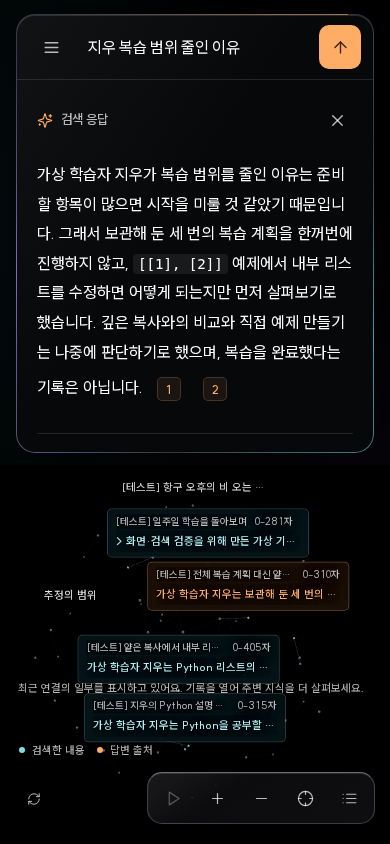 지우 복습 범위 줄인 이유
검색 응답
가상 학습자 지우가 복습 범위를 줄인 이유는 준비
할 항목이 많으면 시작을 미룰 것 같았기 때문입니
다. 그래서 보관해 둔 세 번의 복습 계획을 한꺼번에
진행하지 않고, [[1], [2]] 예제에서 내부 리스
트를 수정하면 어떻게 되는지만 먼저 살펴보기로
했습니다. 깊은 복사와의 비교와 직접 예제 만들기
는 나중에 판단하기로 했으며, 복습을 완료했다는
기록은 아닙니다. 1 2
[테스트] 항구 오후의 비 오는 …
[테스트] 일주일 학습을 돌아보며 0–281자
화면·검색 검증을 위해 만든 가상 기…
[테스트] 전체 복습 계획 대신 얕… 0–310자
가상 학습자 지우는 보관해 둔 세 번의 …
추정의 범위
[테스트] 얕은 복사에서 내부 리… 0–405자
가상 학습자 지우는 Python 리스트의 …
최근 연결의 일부를 표시하고 있어요. 기록을 열어 주변 지식을 더 살펴보세요.
[테스트] 지우의 Python 설명 … 0–315자
가상 학습자 지우는 Python을 공부할 …
검색한 내용 답변 출처